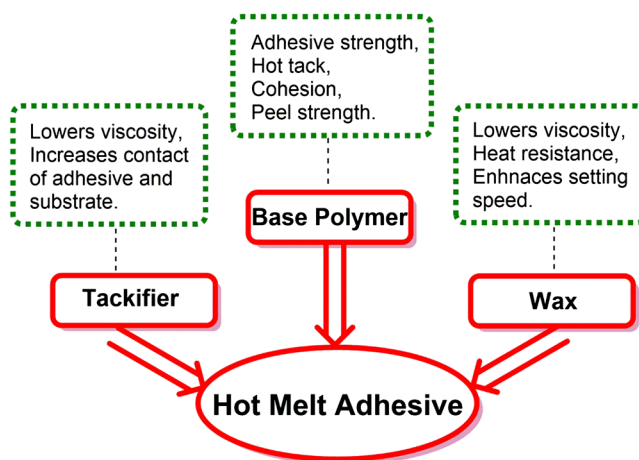 Adhesive strength,
Hot tack,
Cohesion,
Peel strength.
Lowers viscosity,
Increases contact
of adhesive and
substrate.
Lowers viscosity,
Heat resistance,
Enhnaces setting
speed.
Base Polymer
Tackifier
Wax
Hot Melt Adhesive